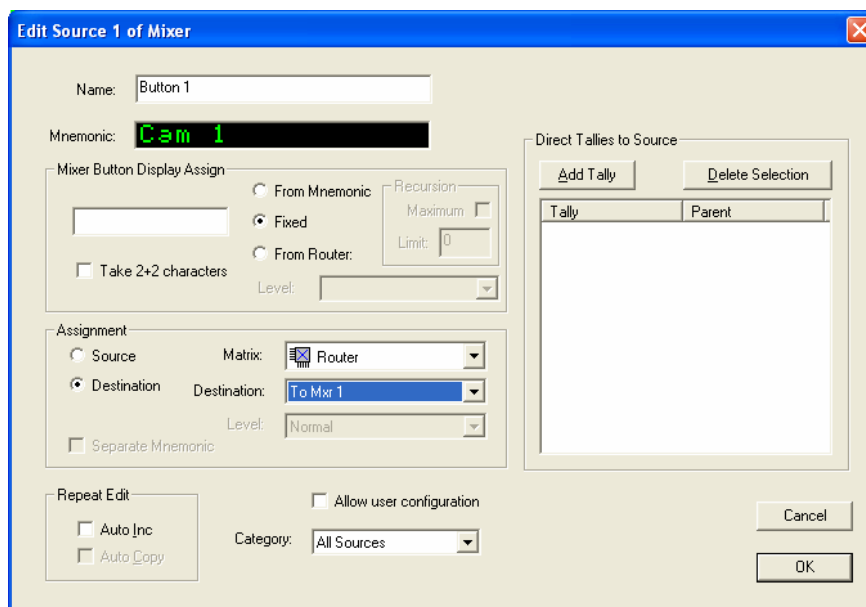 Edit Source 1 of Mixer
Name: Button 1
Mnemonic: Cam 1
Mixer Button Display Assign
From Mnemonic
Fixed
From Router:
Take 2+2 characters
Level:
Recursion
Maximum
Limit: 0
Assignment
Source
Destination
Matrix: Router
Destination: To Mxr 1
Level: Normal
Separate Mnemonic
Repeat Edit
Auto Inc
Auto Copy
Allow user configuration
Category: All Sources
Direct Tallies to Source
Add Tally Delete Selection
Tally Parent
Cancel
OK